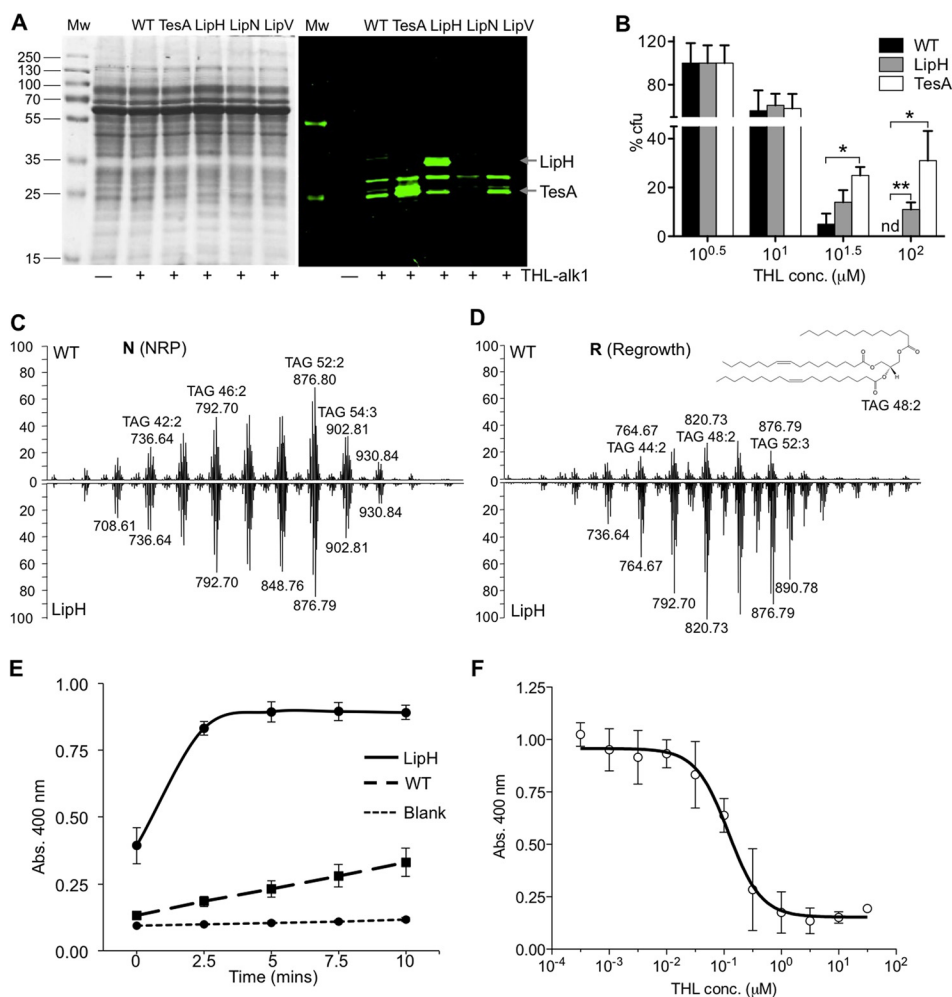 A
Mw WT TesA LipH LipN LipV Mw WT TesA LipH LipN LipV
250
130
100
70
55
35
25
15
LipH
TesA
— + + + + + — + + + + + THL-alk1
B
WT
LipH
TesA
% cfu
120
80
40
20
0
*
*
**
nd
10^0.5 10^1 10^1.5 10^2
THL conc. (μM)
C
N (NRP)
WT
100
80
60
40
20
0
20
40
60
80
100
LipH
TAG 52:2
876.80
TAG 46:2
792.70
TAG 42:2
736.64
TAG 54:3
902.81
930.84
708.61
736.64
792.70
848.76
876.79
902.81
930.84
D
R (Regrowth)
WT
100
80
60
40
20
0
20
40
60
80
100
LipH
O
O
O
O
O
O
H
TAG 48:2
764.67
TAG 44:2
820.73
TAG 48:2
876.79
TAG 52:3
736.64
764.67
792.70
820.73
876.79
890.78
E
Abs. 400 nm
1.00
0.75
0.50
0.25
0.00
LipH
WT
Blank
0 2.5 5 7.5 10
Time (mins)
F
Abs. 400 nm
1.25
1.00
0.75
0.50
0.25
0.00
10^-4 10^-3 10^-2 10^-1 10^0 10^1 10^2
THL conc. (μM)